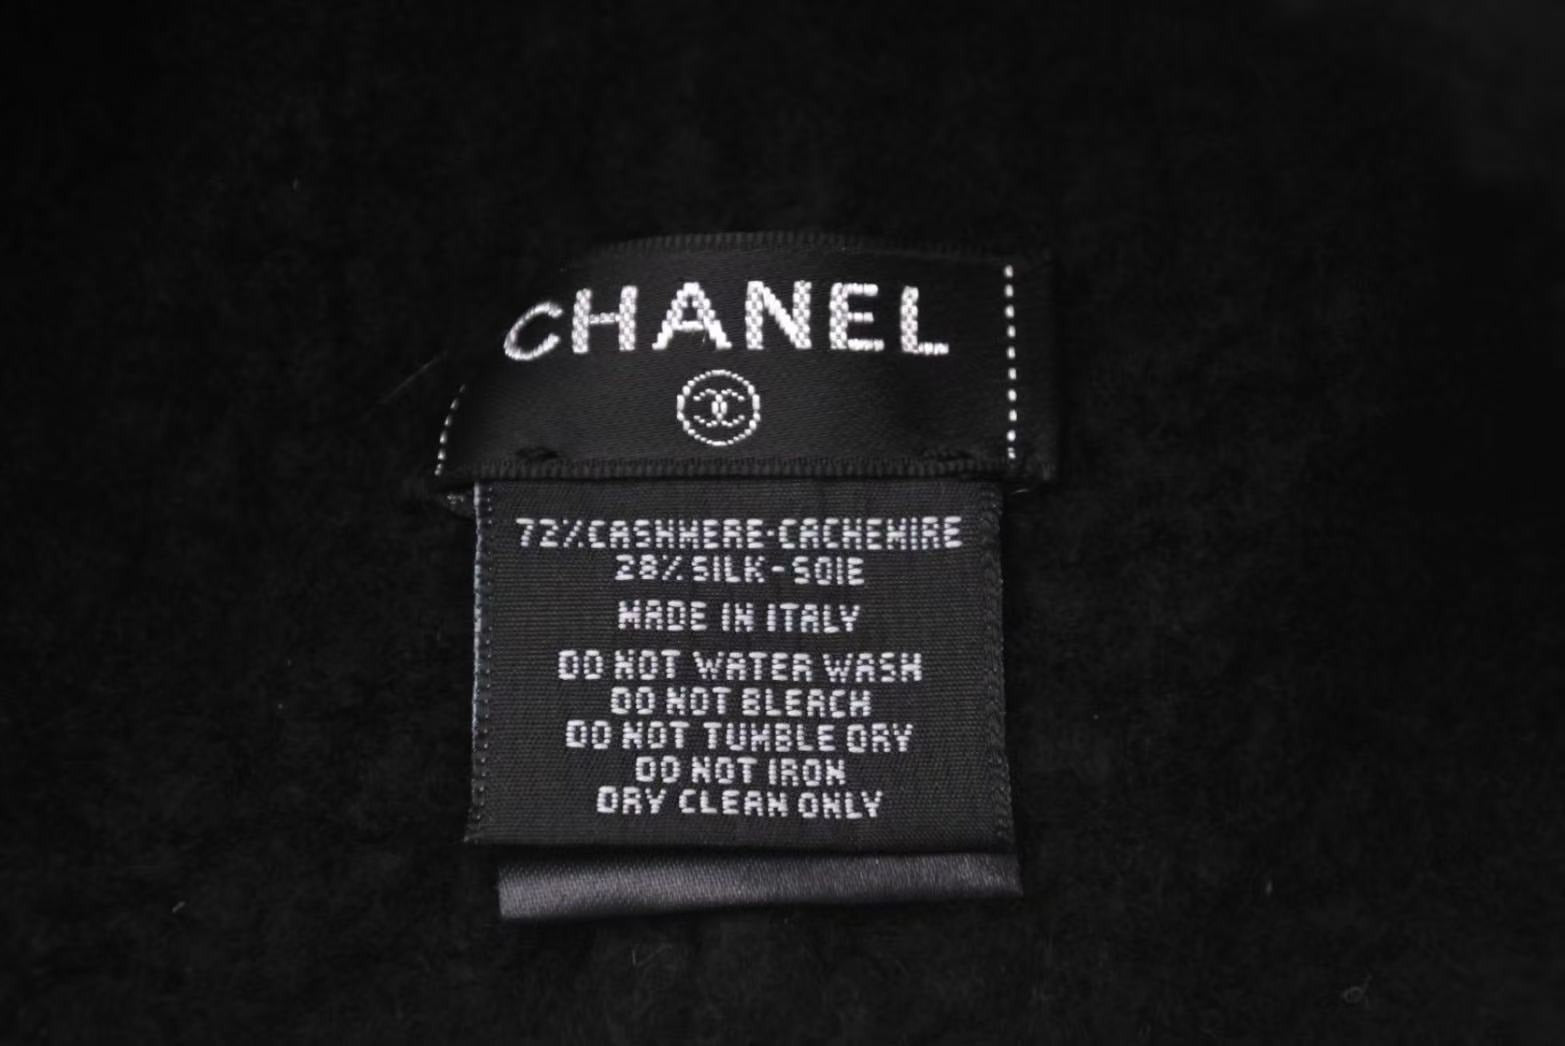 CHANEL
72%CASHMERE-CACHEMIRE
28%SILK-SOIE
MADE IN ITALY
DO NOT WATER WASH
DO NOT BLEACH
DO NOT TUMBLE DRY
DO NOT IRON
DRY CLEAN ONLY